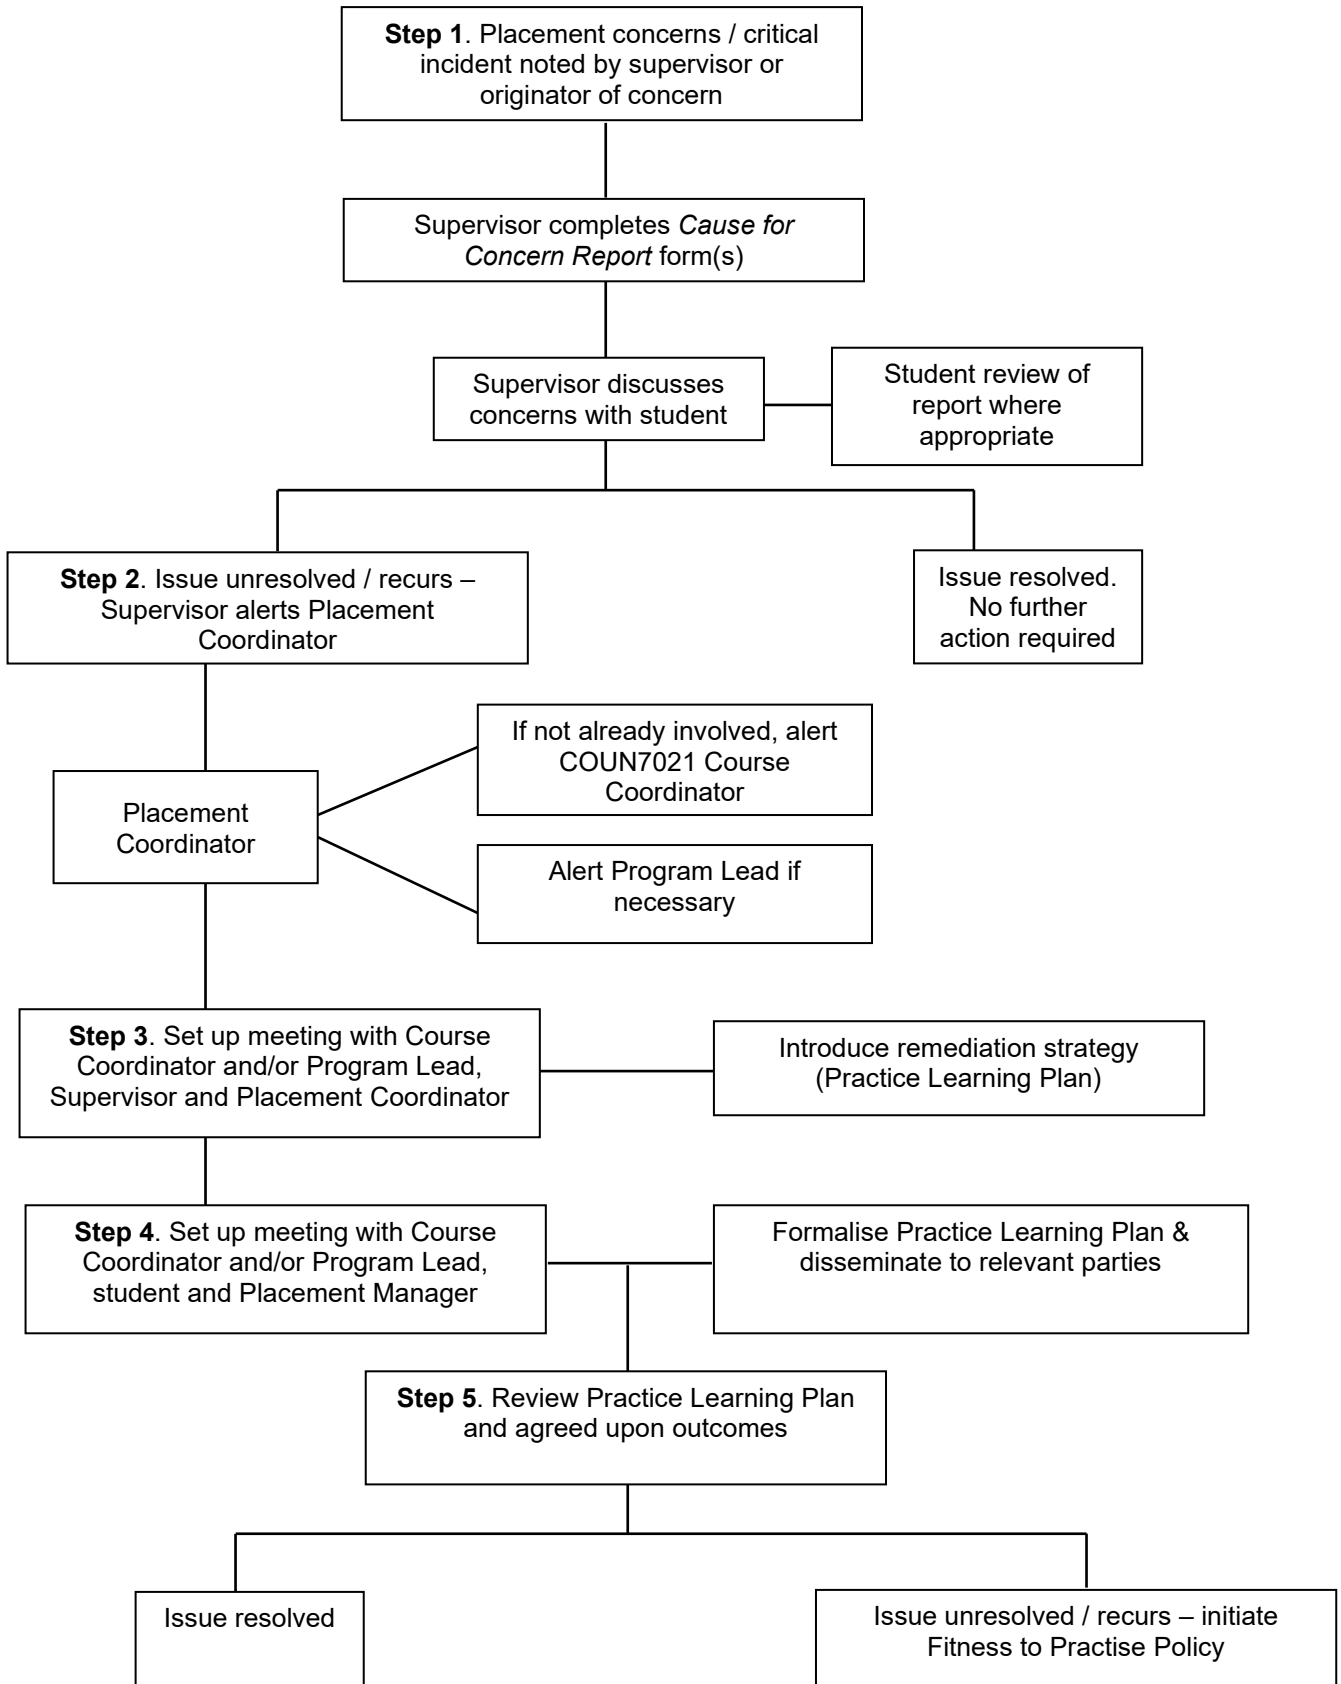 Step 1. Placement concerns / critical
incident noted by supervisor or
originator of concern
Supervisor completes Cause for
Concern Report form(s)
Supervisor discusses
concerns with student
Student review of
report where
appropriate
Step 2. Issue unresolved / recurs –
Supervisor alerts Placement
Coordinator
Issue resolved.
No further
action required
If not already involved, alert
COUN7021 Course
Coordinator
Placement
Coordinator
Alert Program Lead if
necessary
Step 3. Set up meeting with Course
Coordinator and/or Program Lead,
Supervisor and Placement Coordinator
Introduce remediation strategy
(Practice Learning Plan)
Step 4. Set up meeting with Course
Coordinator and/or Program Lead,
student and Placement Manager
Formalise Practice Learning Plan &
disseminate to relevant parties
Step 5. Review Practice Learning Plan
and agreed upon outcomes
Issue resolved
Issue unresolved / recurs – initiate
Fitness to Practise Policy